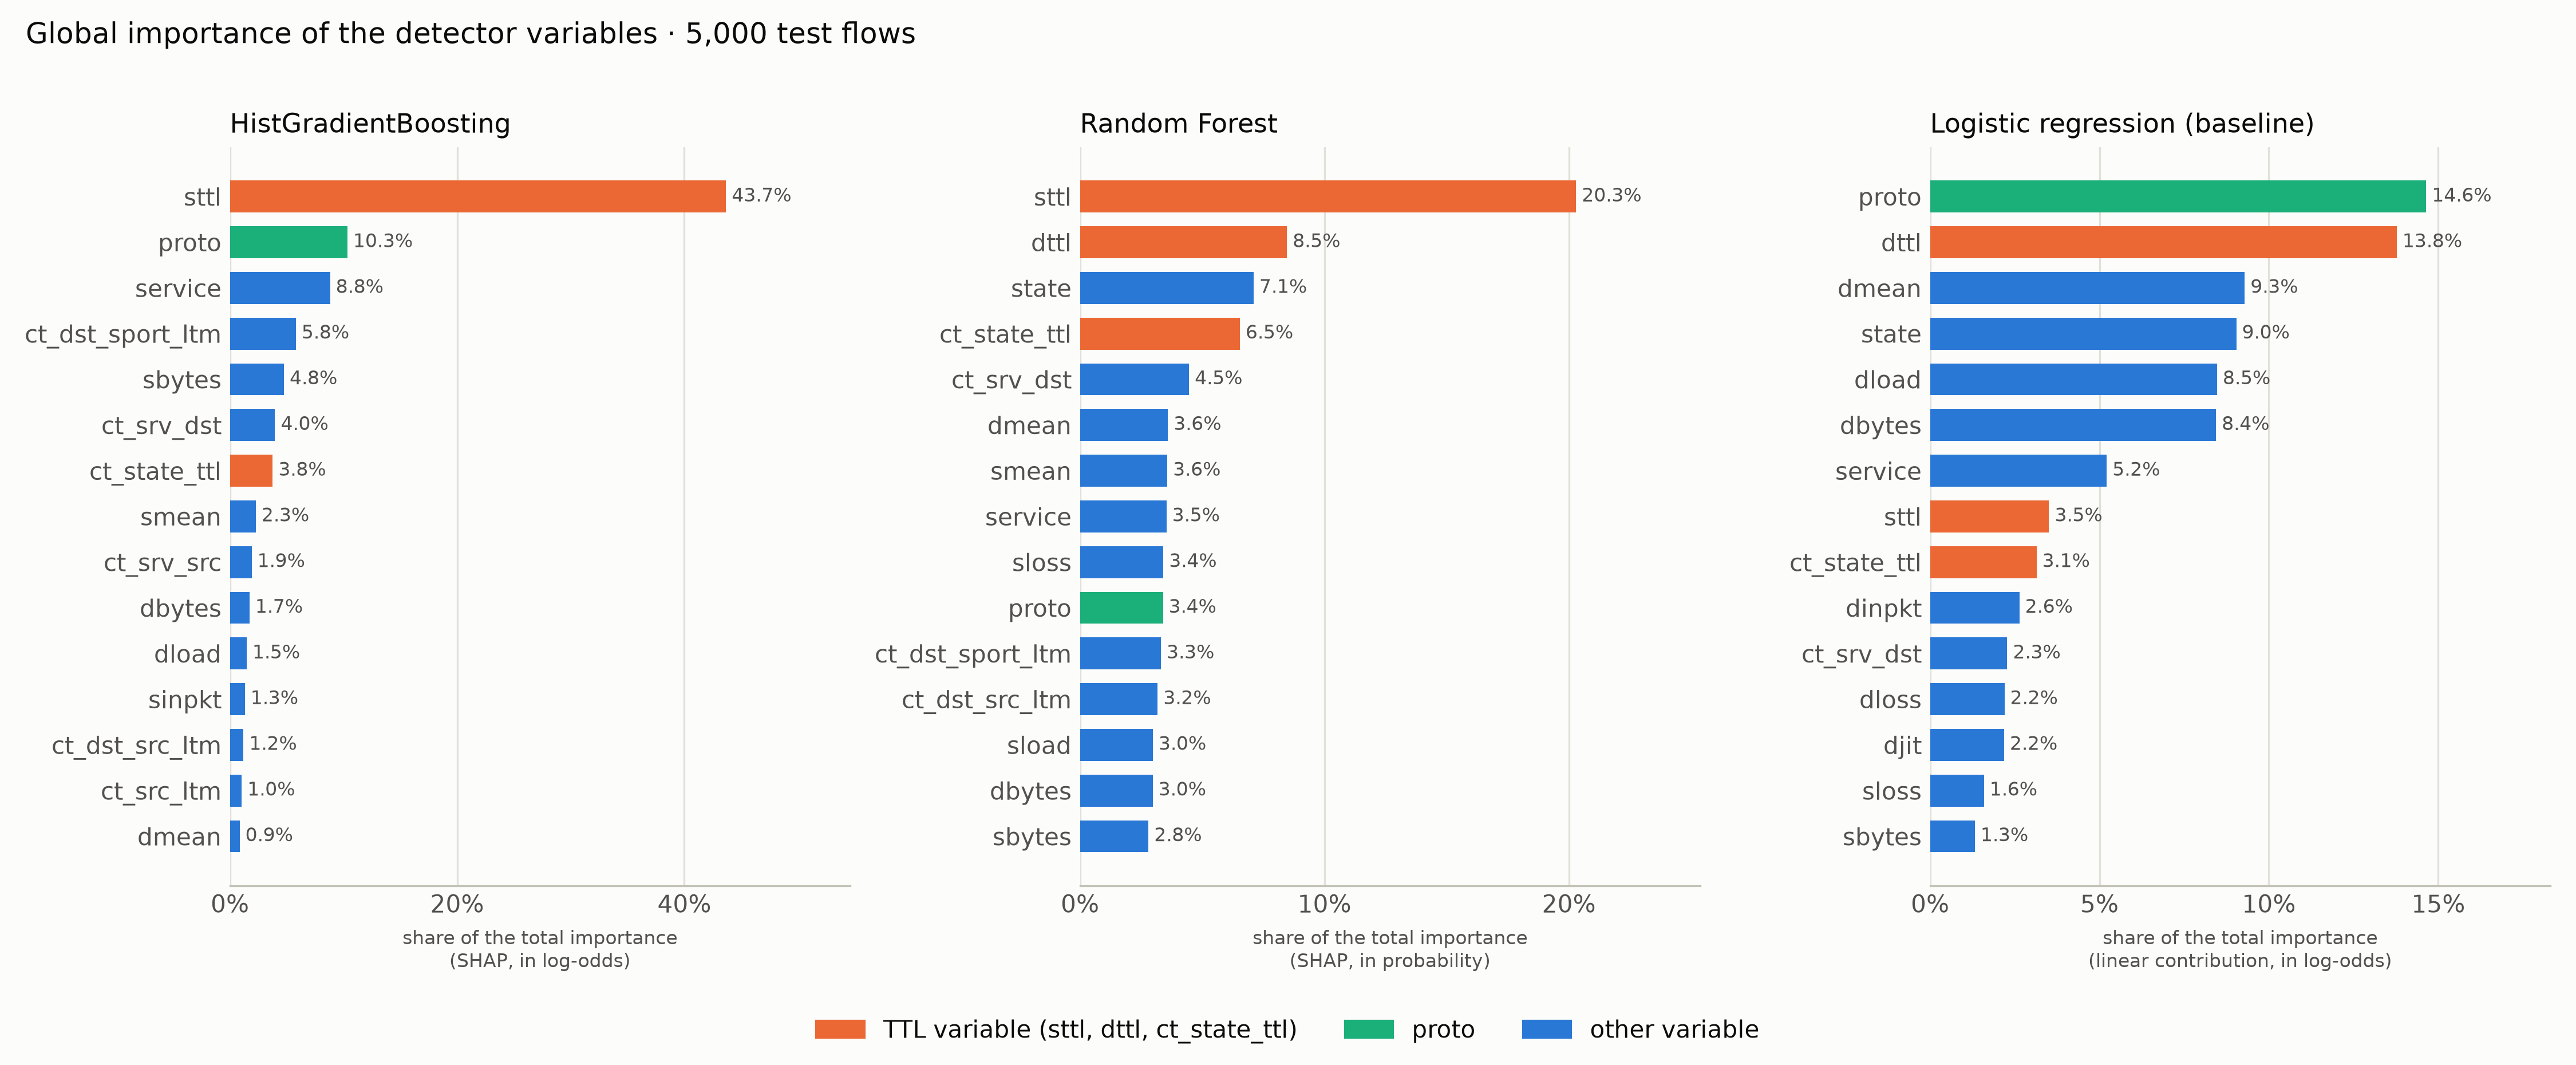 Global importance of the detector variables · 5,000 test flows
HistGradientBoosting
sttl 43.7%
proto 10.3%
service 8.8%
ct_dst_sport_ltm 5.8%
sbytes 4.8%
ct_srv_dst 4.0%
ct_state_ttl 3.8%
smean 2.3%
ct_srv_src 1.9%
dbytes 1.7%
dload 1.5%
sinpkt 1.3%
ct_dst_src_ltm 1.2%
ct_src_ltm 1.0%
dmean 0.9%
0% 20% 40%
share of the total importance
(SHAP, in log-odds)
Random Forest
sttl 20.3%
dttl 8.5%
state 7.1%
ct_state_ttl 6.5%
ct_srv_dst 4.5%
dmean 3.6%
smean 3.6%
service 3.5%
sloss 3.4%
proto 3.4%
ct_dst_sport_ltm 3.3%
ct_dst_src_ltm 3.2%
sload 3.0%
dbytes 3.0%
sbytes 2.8%
0% 10% 20%
share of the total importance
(SHAP, in probability)
Logistic regression (baseline)
proto 14.6%
dttl 13.8%
dmean 9.3%
state 9.0%
dload 8.5%
dbytes 8.4%
service 5.2%
sttl 3.5%
ct_state_ttl 3.1%
dinpkt 2.6%
ct_srv_dst 2.3%
dloss 2.2%
djit 2.2%
sloss 1.6%
sbytes 1.3%
0% 5% 10% 15%
share of the total importance
(linear contribution, in log-odds)
TTL variable (sttl, dttl, ct_state_ttl) proto other variable